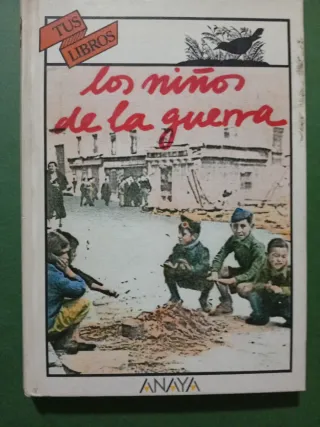 TUS
LIBROS
los niños
de la guerra
ANAYA